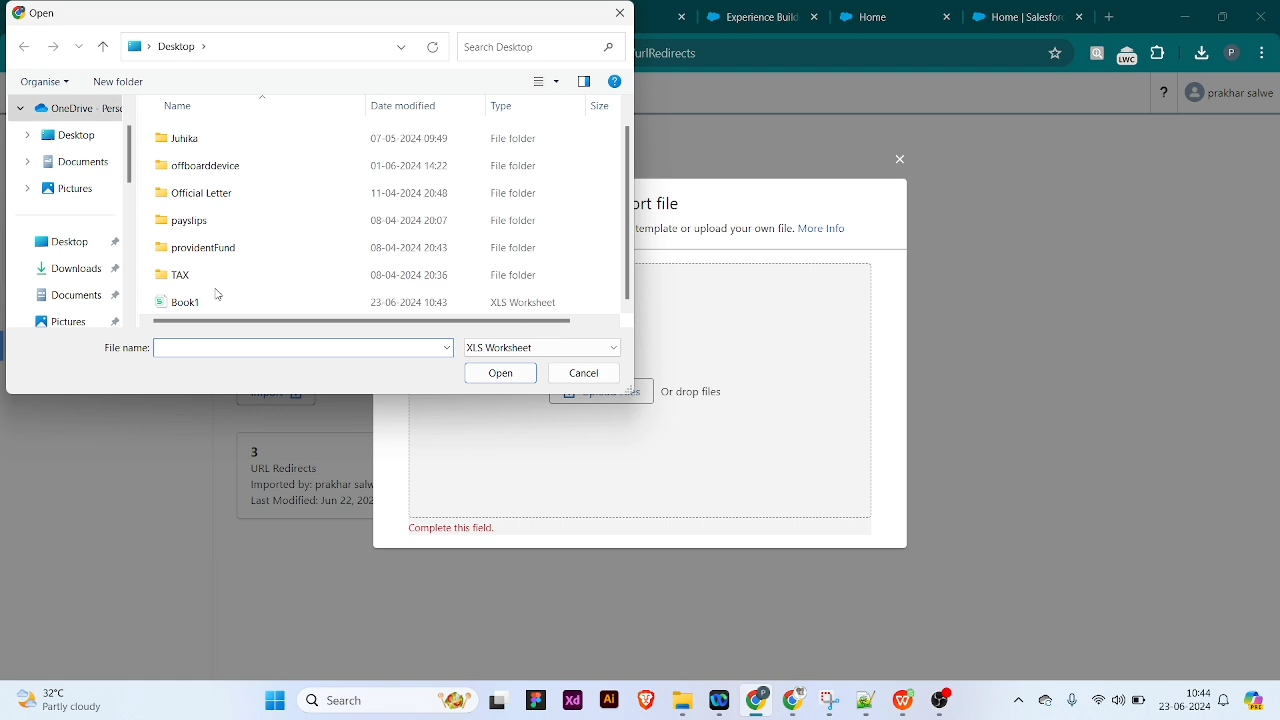 Open
Experience Build
Home
Home | Salesfor
Desktop
Search Desktop
urlRedirects
Organise
New folder
prakhar salwe
Name
Date modified
Type
Size
OneDrive - Perso
Desktop
Documents
Pictures
Desktop
Downloads
Documents
Pictures
Juhika 07-05-2024 09:49 File folder
offboarddevice 01-06-2024 14:22 File folder
Official Letter 11-04-2024 20:48 File folder
payslips 08-04-2024 20:07 File folder
providentFund 08-04-2024 20:43 File folder
TAX 08-04-2024 20:36 File folder
Book1 23-06-2024 10:43 XLS Worksheet
File name:
XLS Worksheet
Open
Cancel
ort file
template or upload your own file. More Info
Or drop files
Complete this field.
3
URL Redirects
Imported by: prakhar salw
Last Modified: Jun 22, 202
32°C
Partly cloudy
Search
10:44
23-06-2024